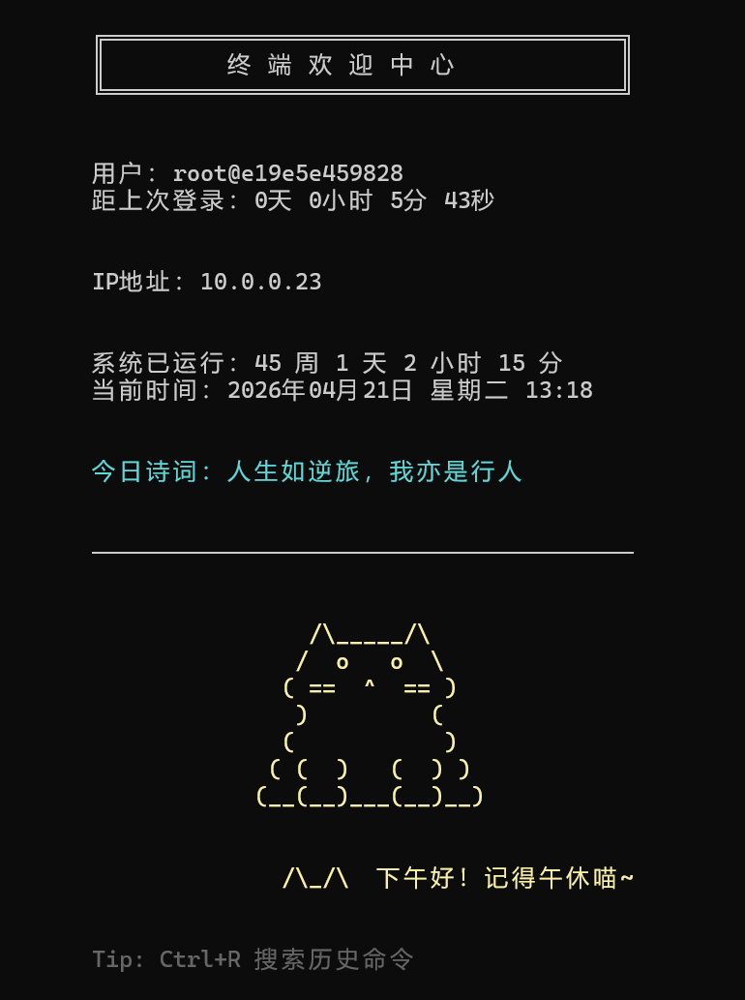 终 端 欢 迎 中 心
用户: root@e19e5e459828
距上次登录: 0天 0小时 5分 43秒
IP地址: 10.0.0.23
系统已运行: 45 周 1 天 2 小时 15 分
当前时间: 2026年04月21日 星期二 13:18
今日诗词: 人生如逆旅, 我亦是行人
    /\_____/\
   /  o   o  \
  ( ==  ^  == )
   )         (
  (           )
 ( (  )   (  ) )
(__(__)___(__)__)
/\_/\  下午好! 记得午休喵~
Tip: Ctrl+R 搜索历史命令